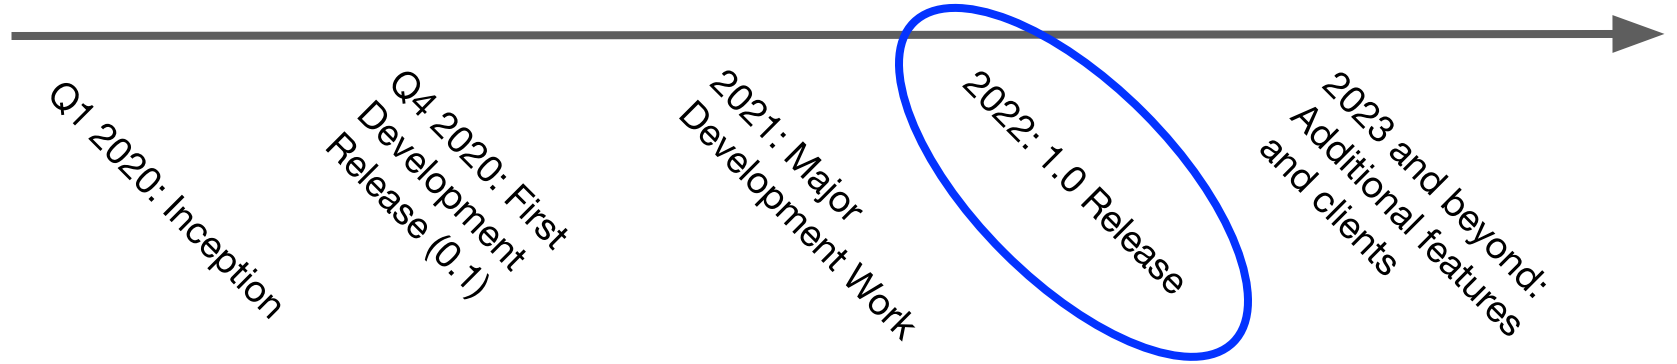 Q1 2020: Inception
Q4 2020: First
Development
Release (0.1)
2021: Major
Development Work
2022: 1.0 Release
2023 and beyond:
Additional features
and clients